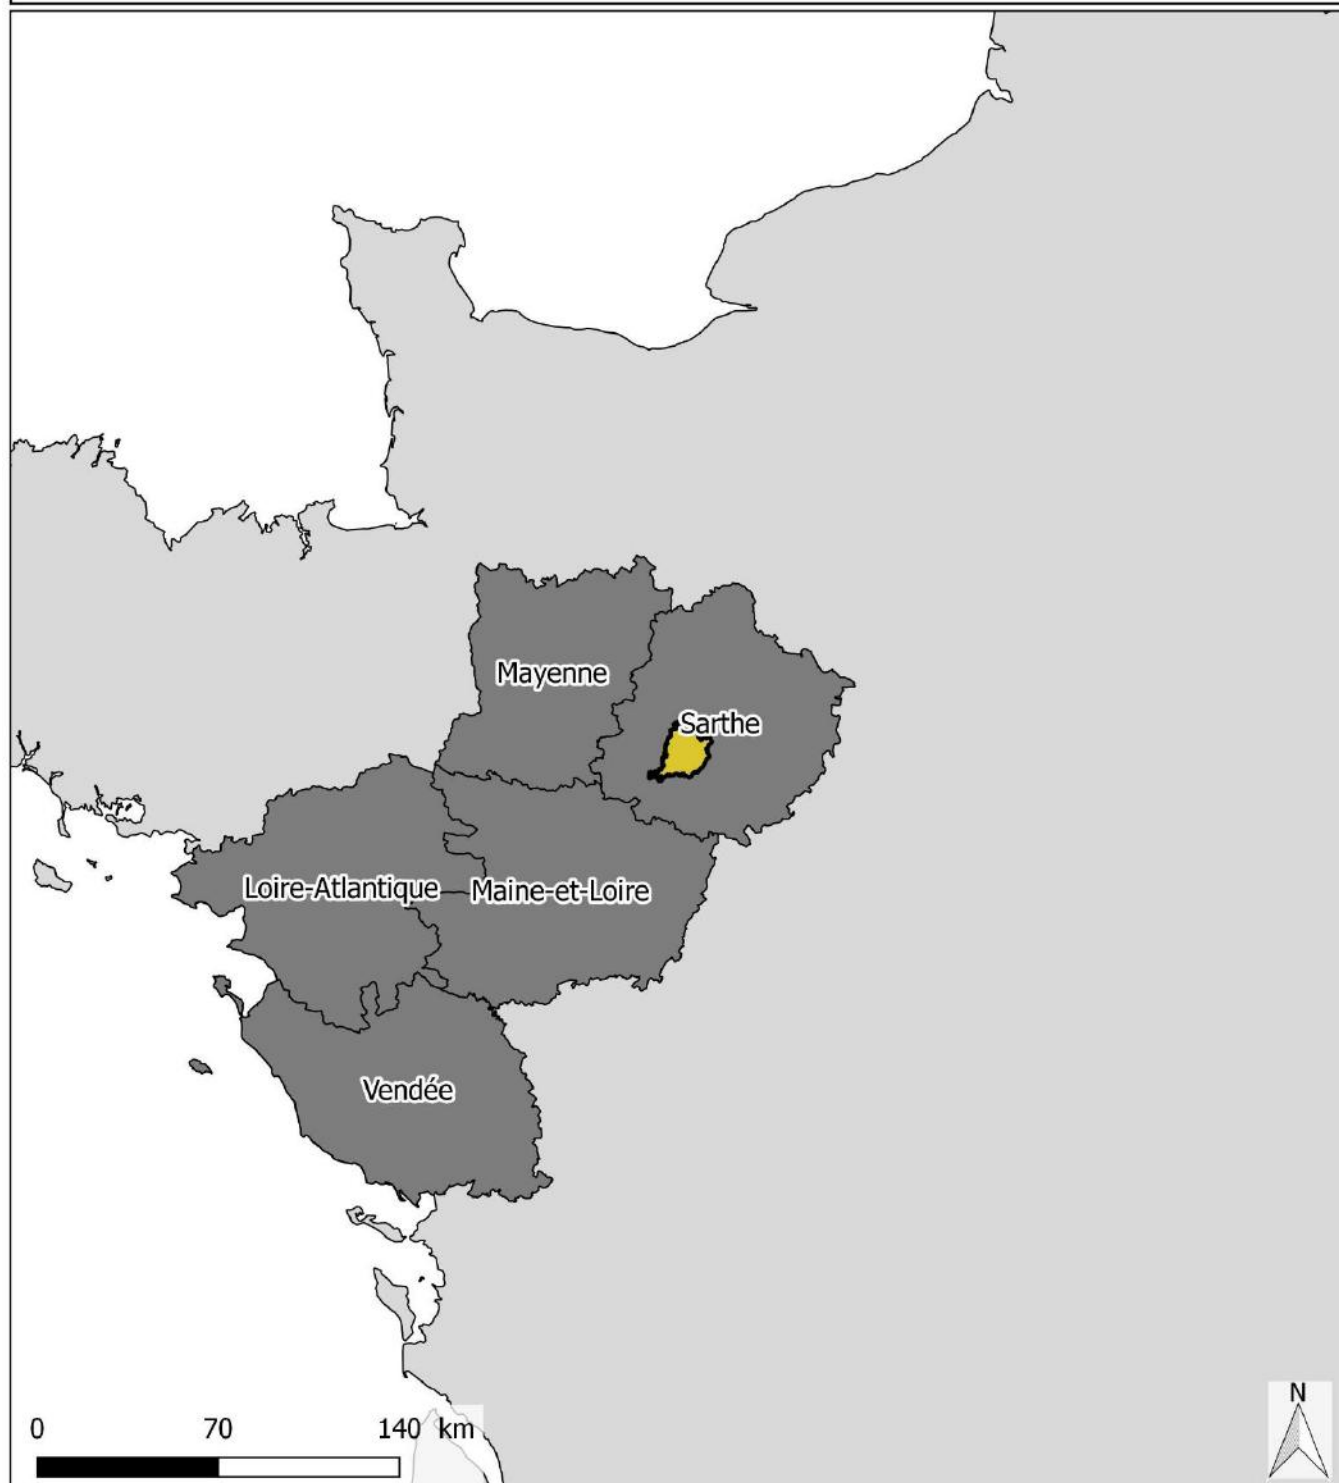 Mayenne
Sarthe
Loire-Atlantique
Maine-et-Loire
Vendée
0 70 140 km
N